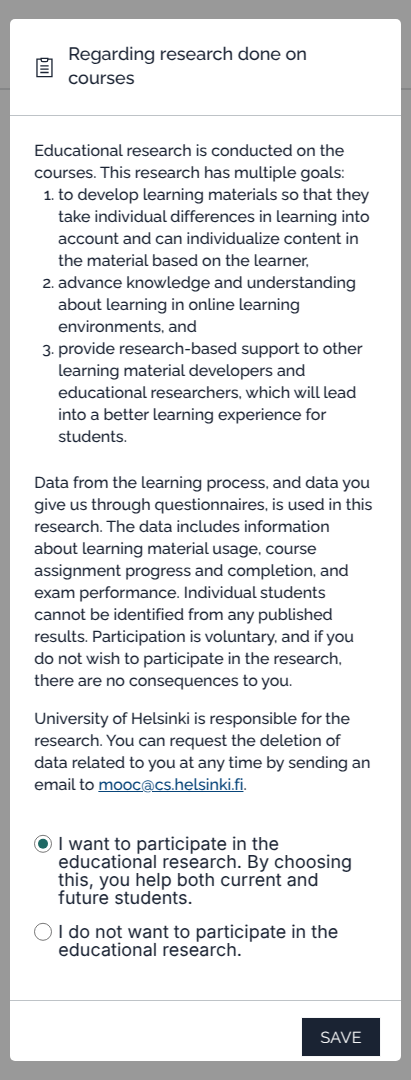 Regarding research done on
courses
Educational research is conducted on the
courses. This research has multiple goals:
1. to develop learning materials so that they
take individual differences in learning into
account and can individualize content in
the material based on the learner,
2. advance knowledge and understanding
about learning in online learning
environments, and
3. provide research-based support to other
learning material developers and
educational researchers, which will lead
into a better learning experience for
students.
Data from the learning process, and data you
give us through questionnaires, is used in this
research. The data includes information
about learning material usage, course
assignment progress and completion, and
exam performance. Individual students
cannot be identified from any published
results. Participation is voluntary, and if you
do not wish to participate in the research,
there are no consequences to you.
University of Helsinki is responsible for the
research. You can request the deletion of
data related to you at any time by sending an
email to mooc@cs.helsinki.fi.
I want to participate in the
educational research. By choosing
this, you help both current and
future students.
I do not want to participate in the
educational research.
SAVE